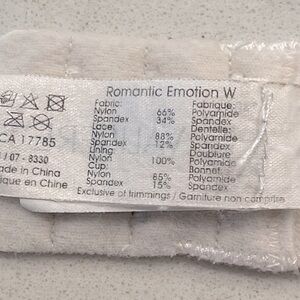 Romantic Emotion W
Fabric: Fabrique:
Nylon 66% Polyamide
Spandex 34% Spandex
Lace: Dentelle:
Nylon 88% Polyamide
Spandex 12% Spandex
Lining: Doublure
Nylon 100% Polyamide
Cup: Bonnet:
Nylon 85% Polyamide
Spandex 15% Spandex
Exclusive of trimmings / Garniture non comprise
CA 17785
07 - 8330
in China
en Chine